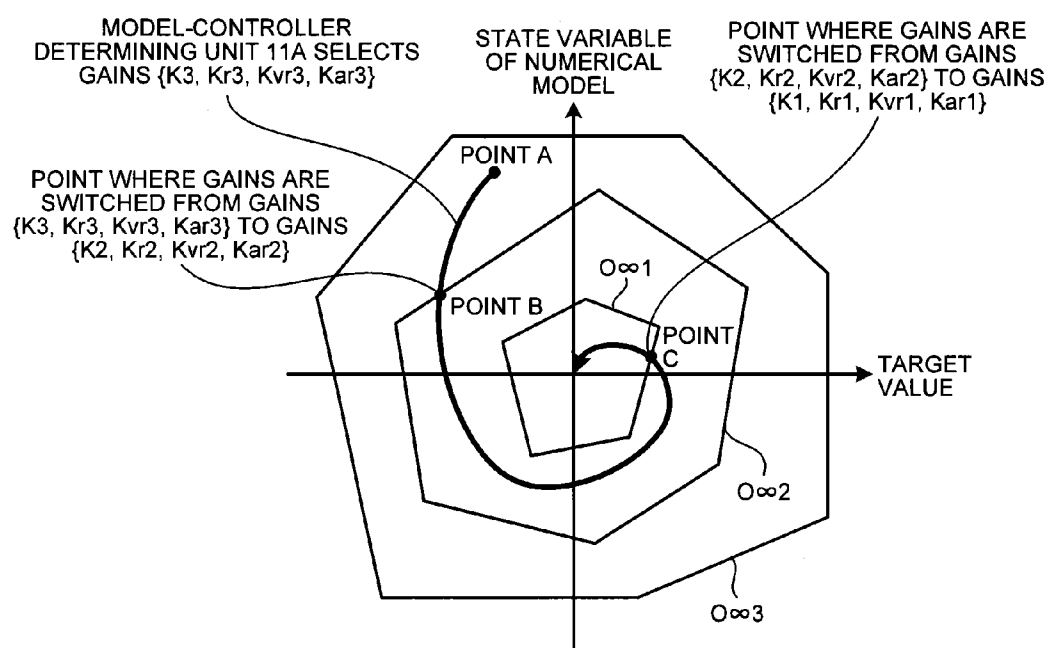 MODEL-CONTROLLER
DETERMINING UNIT 11A SELECTS
GAINS {K3, Kr3, Kvr3, Kar3}
STATE VARIABLE
OF NUMERICAL
MODEL
POINT WHERE GAINS ARE
SWITCHED FROM GAINS
{K2, Kr2, Kvr2, Kar2} TO GAINS
{K1, Kr1, Kvr1, Kar1}
POINT A
POINT WHERE GAINS ARE
SWITCHED FROM GAINS
{K3, Kr3, Kvr3, Kar3} TO GAINS
{K2, Kr2, Kvr2, Kar2}
O∞1
POINT B
POINT
C
TARGET
VALUE
O∞2
O∞3